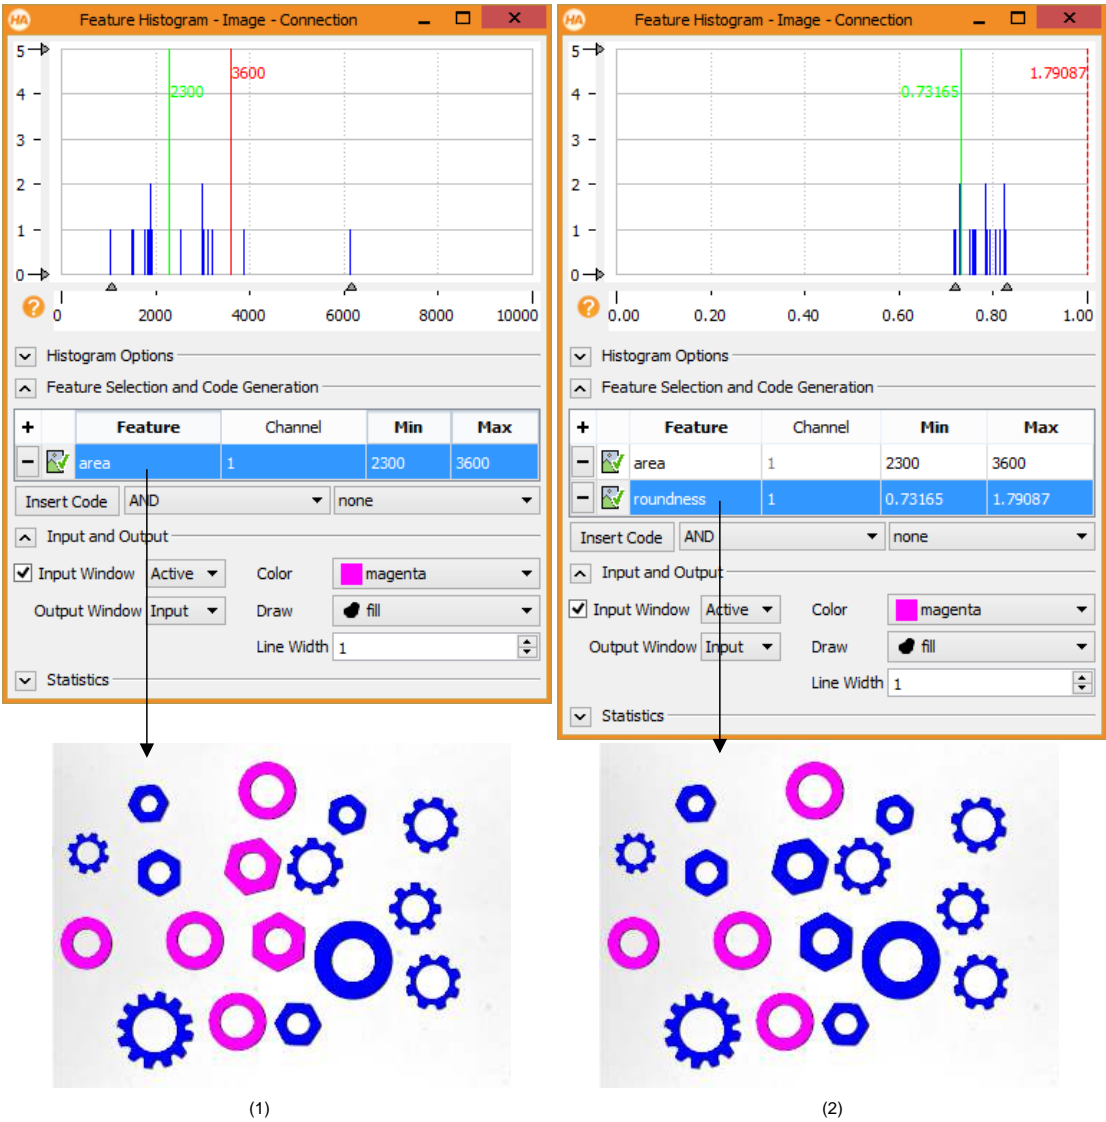 HA Feature Histogram - Image - Connection
5
3600
4
2300
3
2
1
0
? 0 2000 4000 6000 8000 10000
Histogram Options
Feature Selection and Code Generation
+ Feature Channel Min Max
area 1 2300 3600
Insert Code AND none
Input and Output
Input Window Active Color magenta
Output Window Input Draw fill
Line Width 1
Statistics
(1)
HA Feature Histogram - Image - Connection
5
1.79087
4
0.73165
3
2
1
0
? 0.00 0.20 0.40 0.60 0.80 1.00
Histogram Options
Feature Selection and Code Generation
+ Feature Channel Min Max
area 1 2300 3600
roundness 1 0.73165 1.79087
Insert Code AND none
Input and Output
Input Window Active Color magenta
Output Window Input Draw fill
Line Width 1
Statistics
(2)